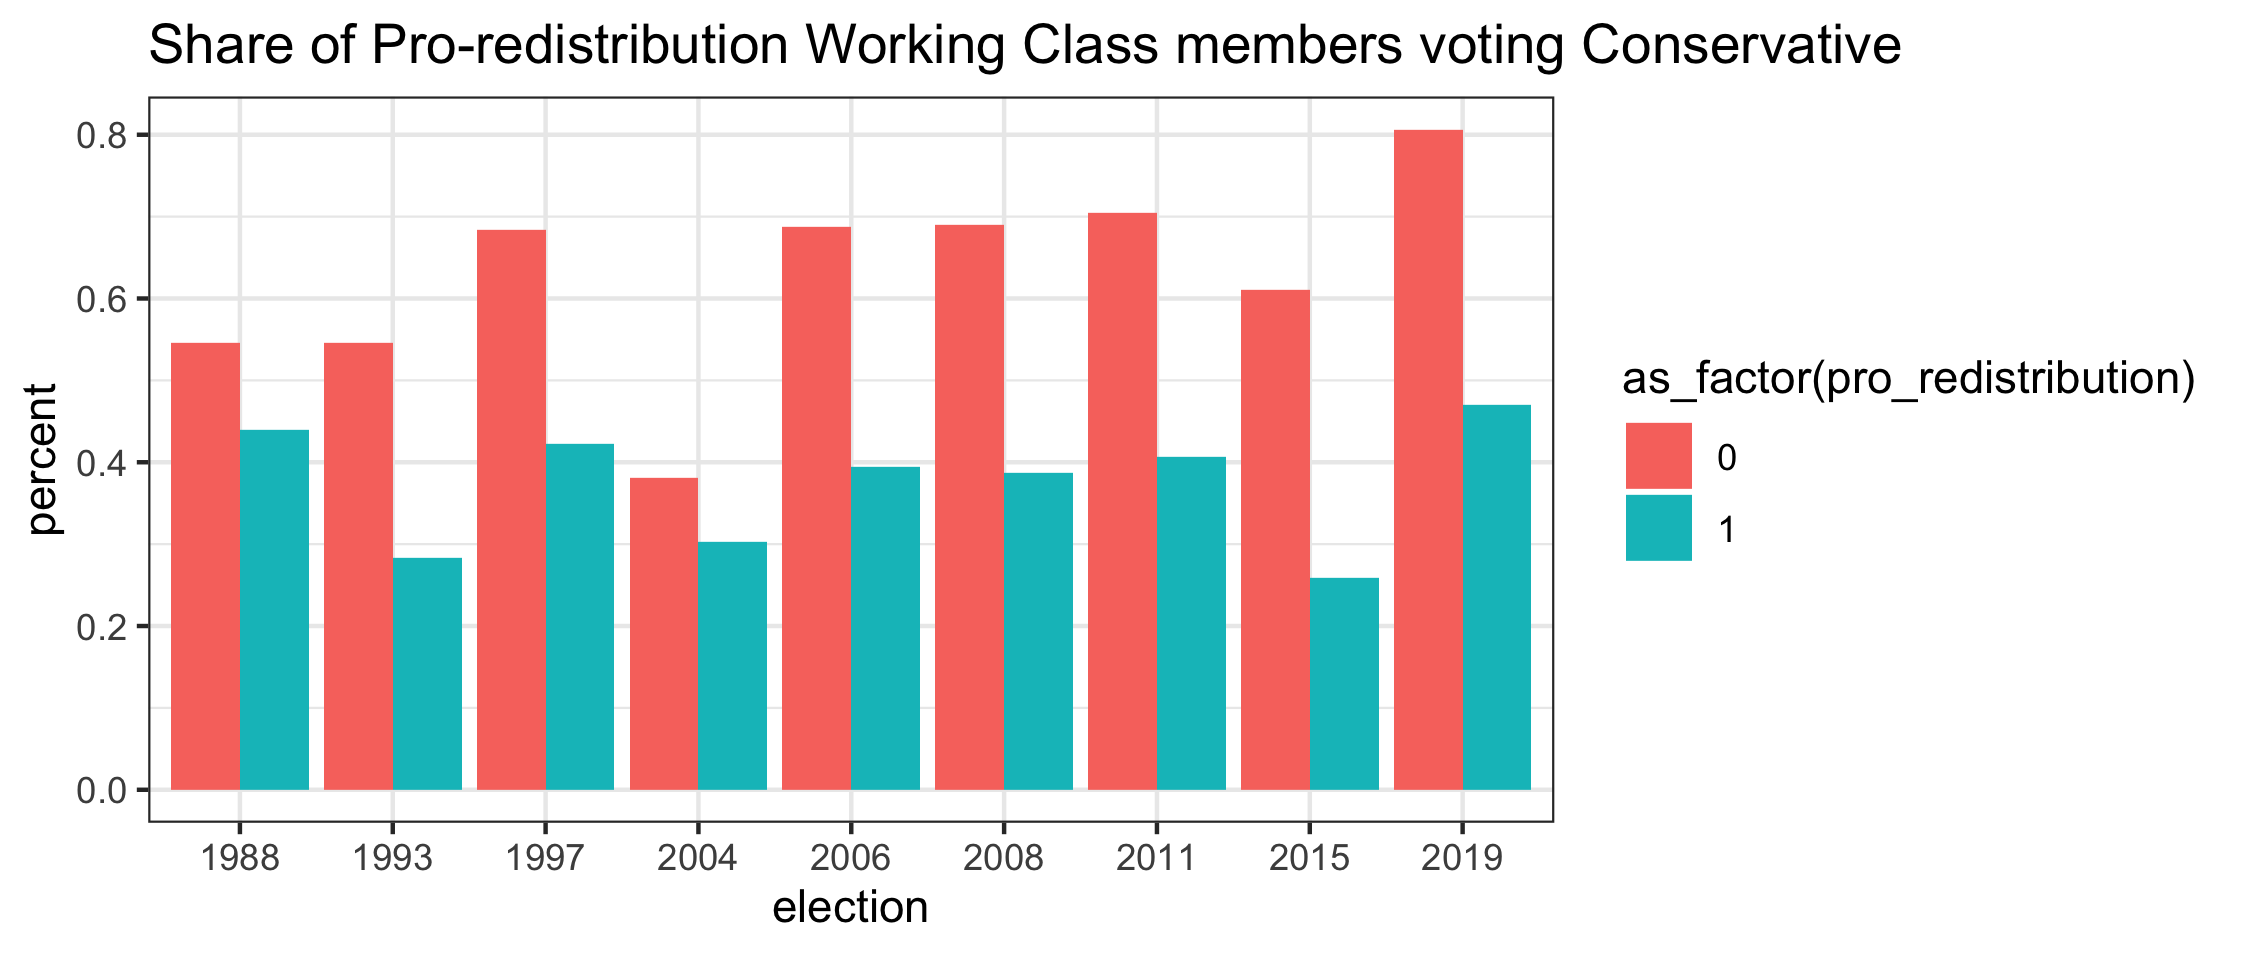 Share of Pro-redistribution Working Class members voting Conservative
0.8
0.6
0.4
0.2
0.0
percent
1988 1993 1997 2004 2006 2008 2011 2015 2019
election
as_factor(pro_redistribution)
0
1